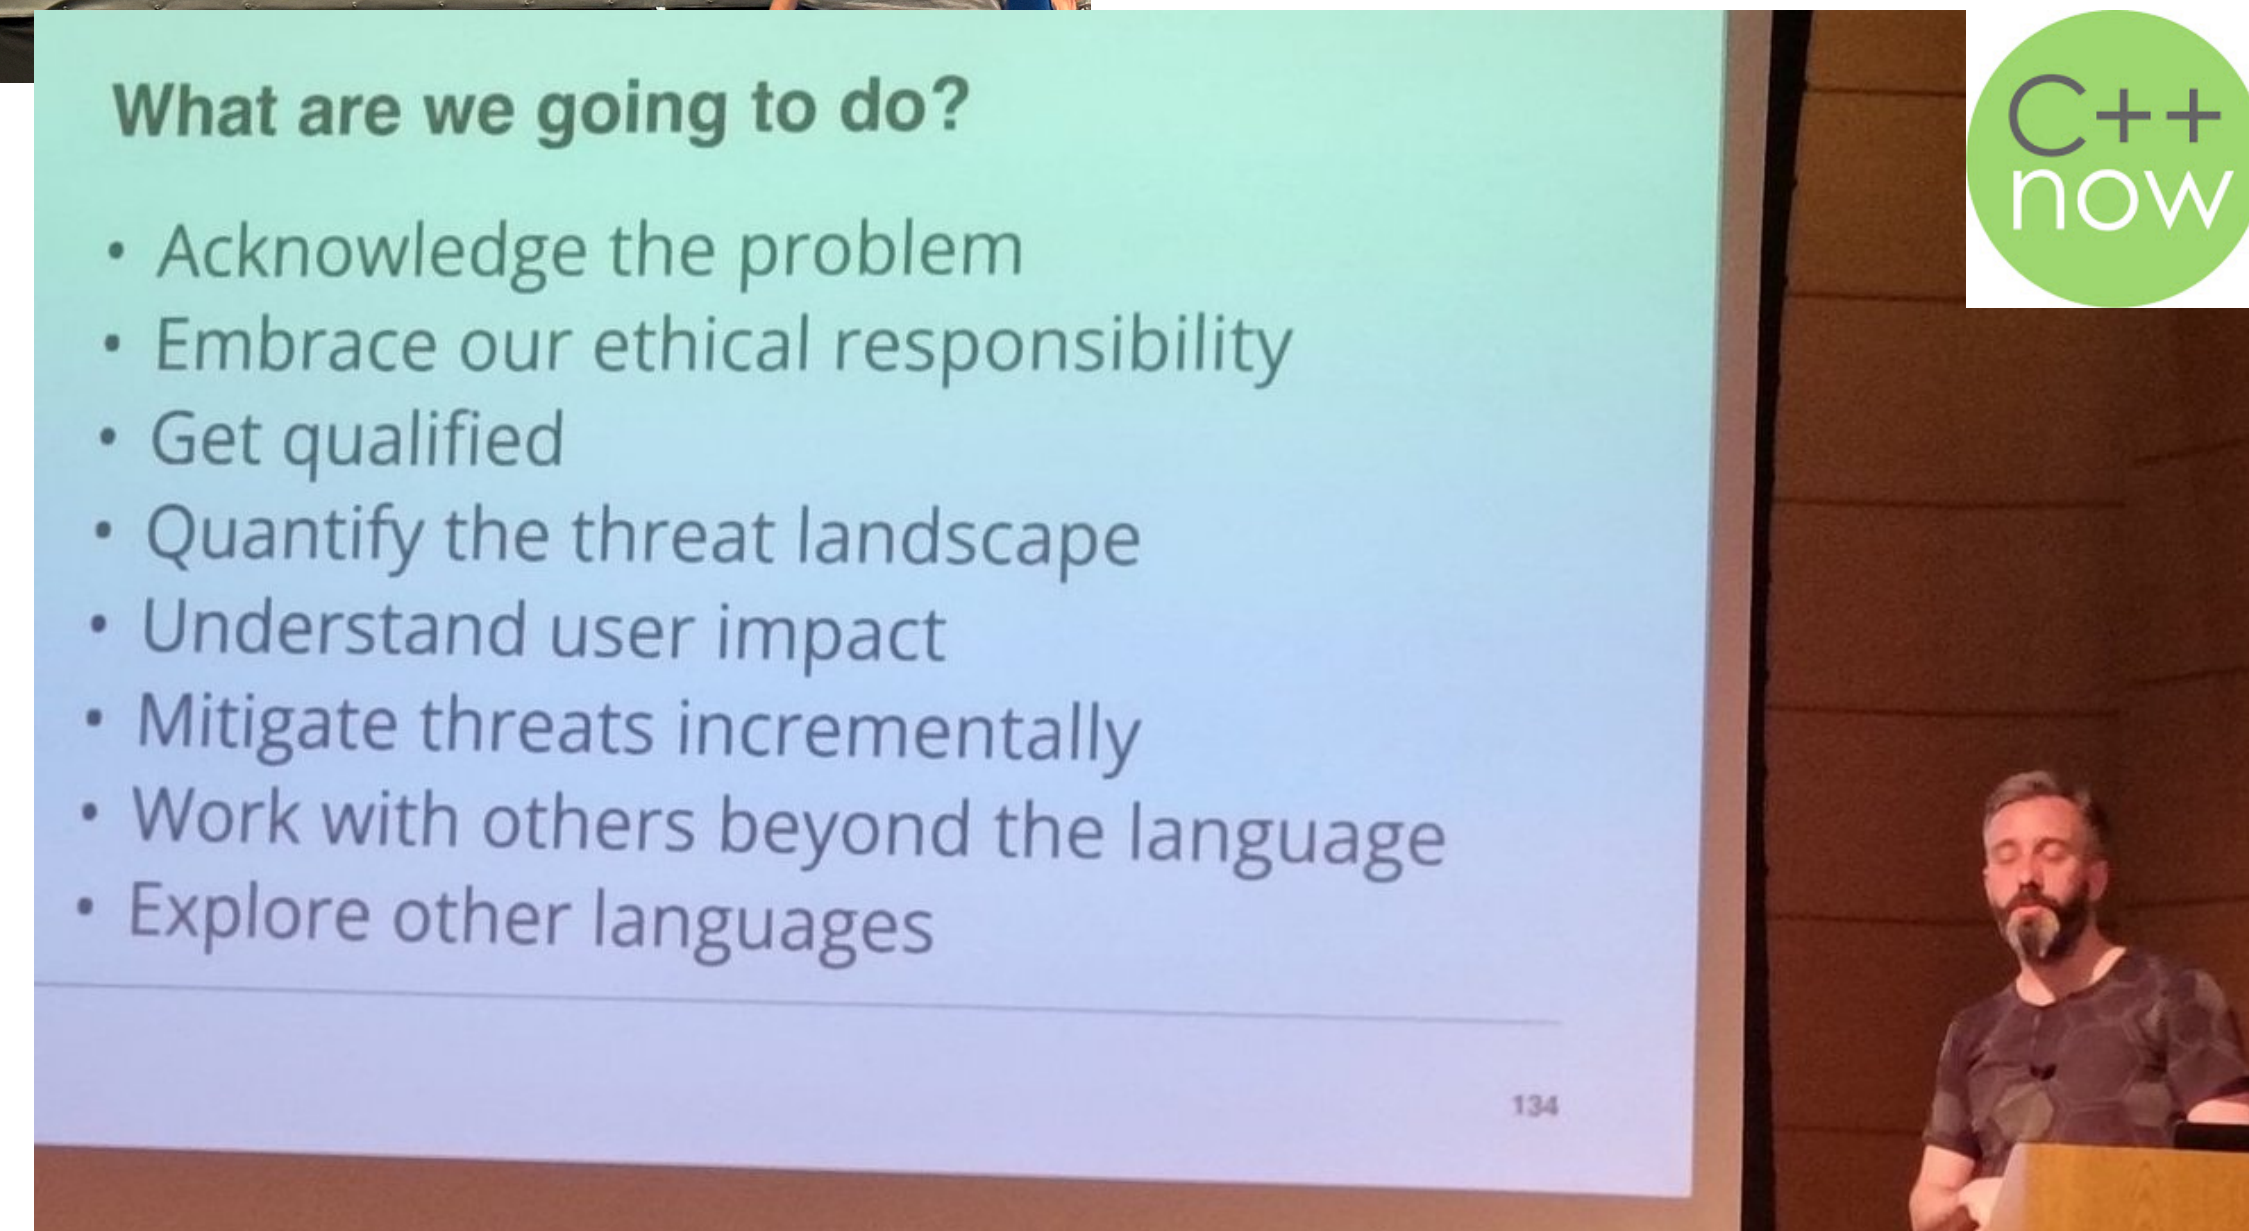 What are we going to do?
• Acknowledge the problem
• Embrace our ethical responsibility
• Get qualified
• Quantify the threat landscape
• Understand user impact
• Mitigate threats incrementally
• Work with others beyond the language
• Explore other languages
134
C++
now